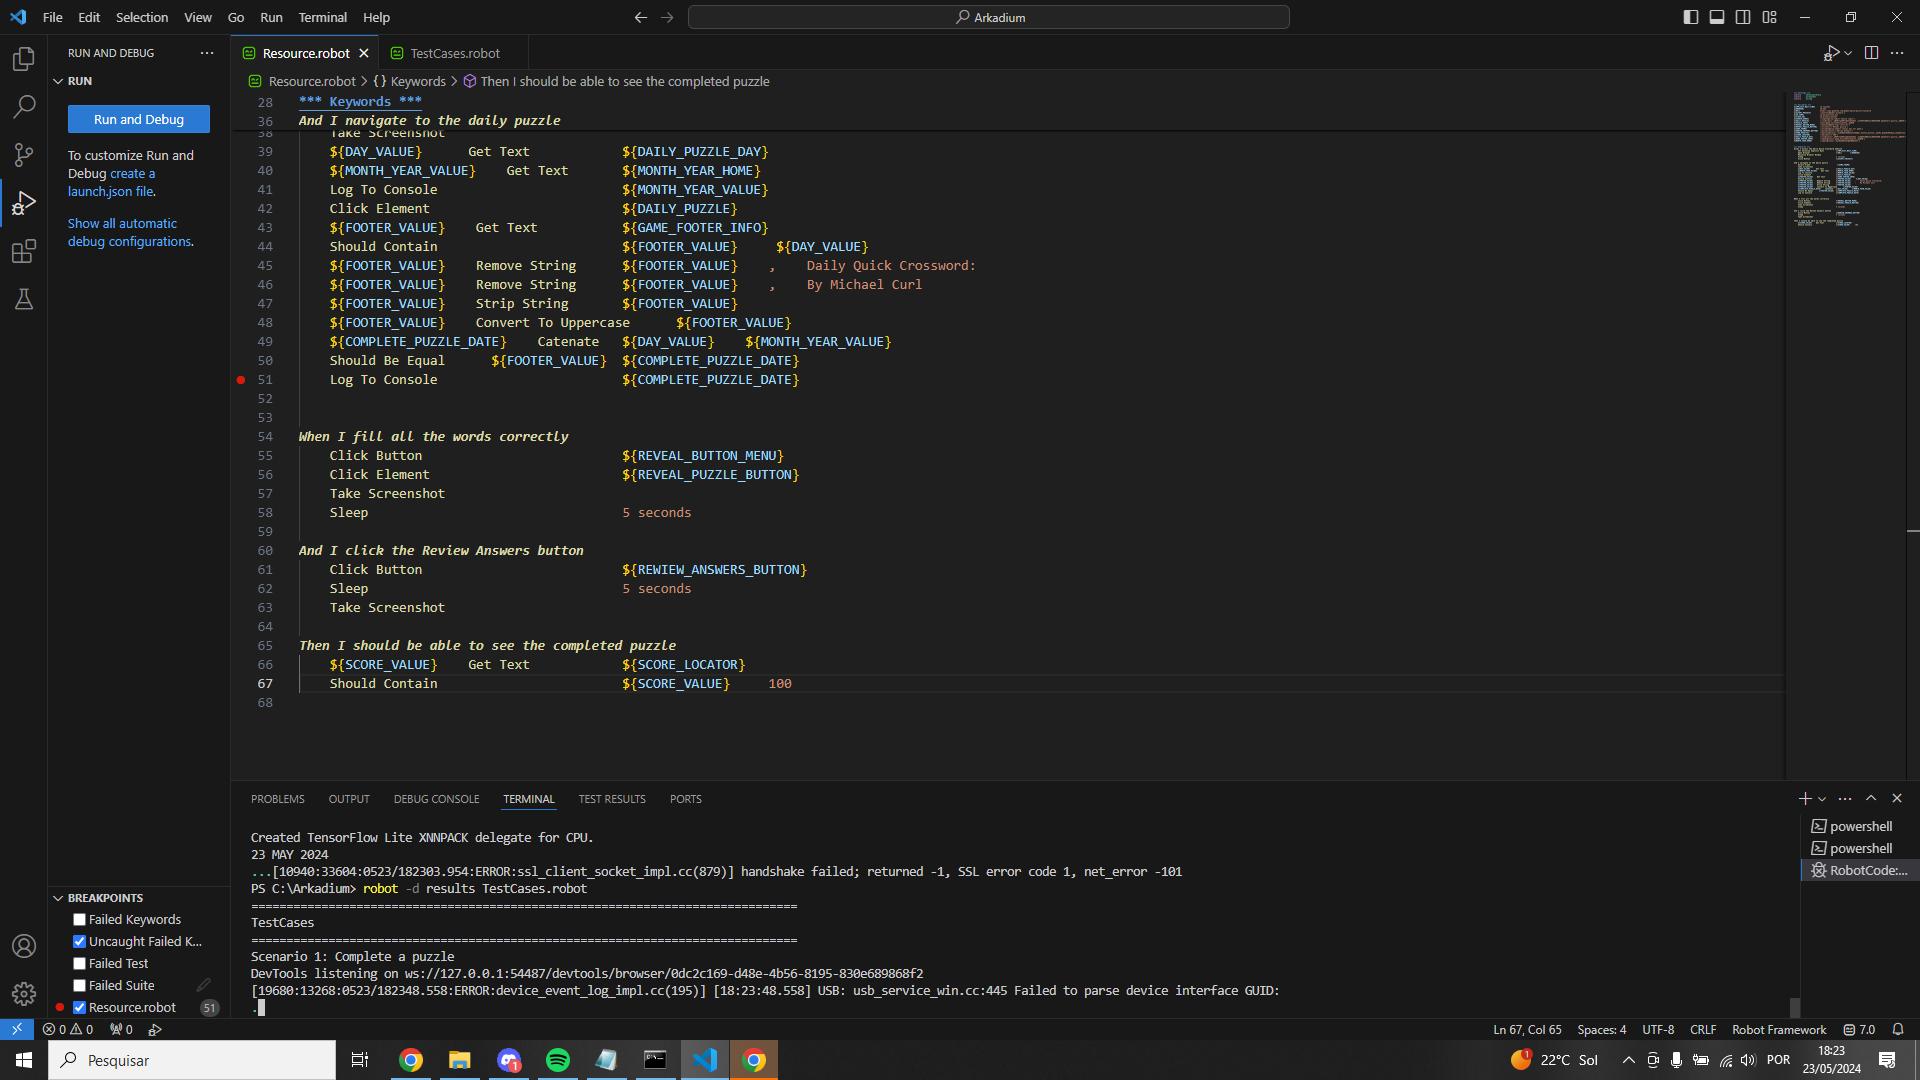 File Edit Selection View Go Run Terminal Help
Arkadium
RUN AND DEBUG
RUN
Run and Debug
To customize Run and
Debug create a
launch.json file.
Show all automatic
debug configurations.
Resource.robot
TestCases.robot
Resource.robot > {} Keywords > Then I should be able to see the completed puzzle
28 *** Keywords ***
36 And I navigate to the daily puzzle
38 Take Screenshot
39 ${DAY_VALUE} Get Text ${DAILY_PUZZLE_DAY}
40 ${MONTH_YEAR_VALUE} Get Text ${MONTH_YEAR_HOME}
41 Log To Console ${MONTH_YEAR_VALUE}
42 Click Element ${DAILY_PUZZLE}
43 ${FOOTER_VALUE} Get Text ${GAME_FOOTER_INFO}
44 Should Contain ${FOOTER_VALUE} ${DAY_VALUE}
45 ${FOOTER_VALUE} Remove String ${FOOTER_VALUE} , Daily Quick Crossword:
46 ${FOOTER_VALUE} Remove String ${FOOTER_VALUE} , By Michael Curl
47 ${FOOTER_VALUE} Strip String ${FOOTER_VALUE}
48 ${FOOTER_VALUE} Convert To Uppercase ${FOOTER_VALUE}
49 ${COMPLETE_PUZZLE_DATE} Catenate ${DAY_VALUE} ${MONTH_YEAR_VALUE}
50 Should Be Equal ${FOOTER_VALUE} ${COMPLETE_PUZZLE_DATE}
51 Log To Console ${COMPLETE_PUZZLE_DATE}
52
53
54 When I fill all the words correctly
55 Click Button ${REVEAL_BUTTON_MENU}
56 Click Element ${REVEAL_PUZZLE_BUTTON}
57 Take Screenshot
58 Sleep 5 seconds
59
60 And I click the Review Answers button
61 Click Button ${REWIEW_ANSWERS_BUTTON}
62 Sleep 5 seconds
63 Take Screenshot
64
65 Then I should be able to see the completed puzzle
66 ${SCORE_VALUE} Get Text ${SCORE_LOCATOR}
67 Should Contain ${SCORE_VALUE} 100
68
PROBLEMS OUTPUT DEBUG CONSOLE TERMINAL TEST RESULTS PORTS
Created TensorFlow Lite XNNPACK delegate for CPU.
23 MAY 2024
...[10940:33604:0523/182303.954:ERROR:ssl_client_socket_impl.cc(879)] handshake failed; returned -1, SSL error code 1, net_error -101
PS C:\Arkadium> robot -d results TestCases.robot
==============================================================================
TestCases
==============================================================================
Scenario 1: Complete a puzzle
DevTools listening on ws://127.0.0.1:54487/devtools/browser/0dc2c169-d48e-4b56-8195-830e689868f2
[19680:13268:0523/182348.558:ERROR:device_event_log_impl.cc(195)] [18:23:48.558] USB: usb_service_win.cc:445 Failed to parse device interface GUID:
.
powershell
powershell
RobotCode:...
BREAKPOINTS
Failed Keywords
Uncaught Failed K...
Failed Test
Failed Suite
Resource.robot 51
0 0 0
Ln 67, Col 65 Spaces: 4 UTF-8 CRLF Robot Framework 7.0
Pesquisar
1
1 22°C Sol
POR
18:23
23/05/2024